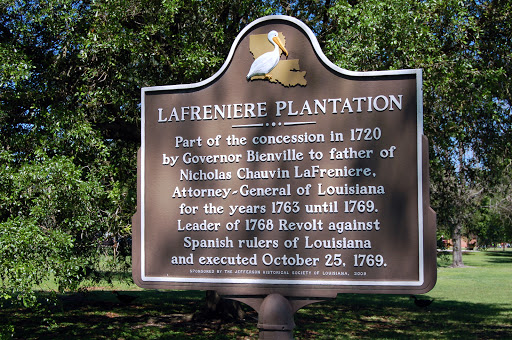 LAFRENIERE PLANTATION
Part of the concession in 1720
by Governor Bienville to father of
Nicholas Chauvin LaFreniere,
Attorney-General of Louisiana
for the years 1763 until 1769.
Leader of 1768 Revolt against
Spanish rulers of Louisiana
and executed October 25, 1769.
SPONSORED BY THE JEFFERSON HISTORICAL SOCIETY OF LOUISIANA,